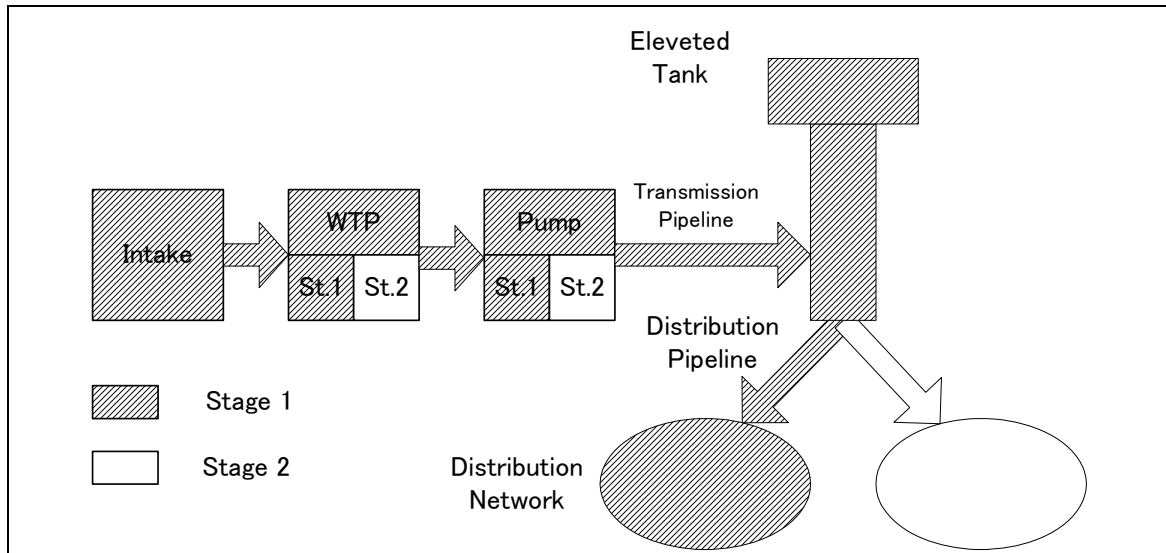 Eleveted
Tank
Transmission
Pipeline
Intake
WTP
St.1
St.2
Pump
St.1
St.2
Distribution
Pipeline
Stage 1
Stage 2
Distribution
Network